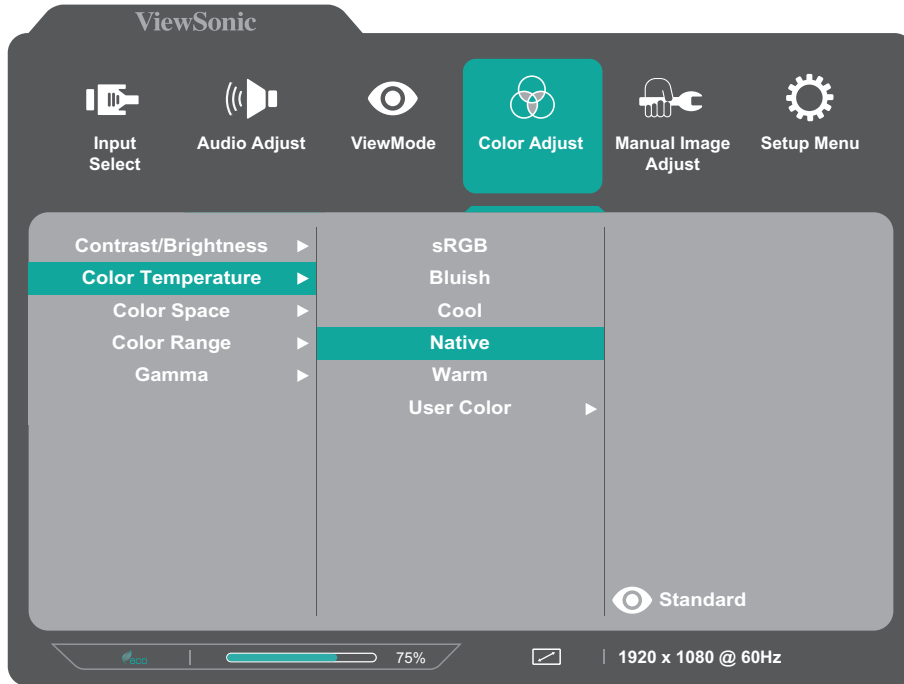 ViewSonic
Input
Select
Audio Adjust
ViewMode
Color Adjust
Manual Image
Adjust
Setup Menu
Contrast/Brightness
Color Temperature
Color Space
Color Range
Gamma
sRGB
Bluish
Cool
Native
Warm
User Color
Standard
eco
75%
1920 x 1080 @ 60Hz